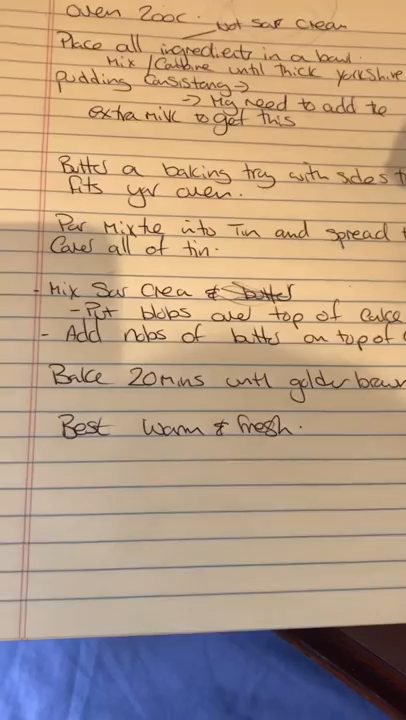 oven 200c.
not sour cream
Place all ingredients in a bowl.
Mix / Combine until thick yorkshire
pudding consistency →
→ May need to add the
extra milk to get this
Butter a baking tray with sides t
fits your oven.
Pour mixture into Tin and spread t
Covers all of tin.
- Mix Sour Cream & butter
- Put blobs over top of cake
- Add nobs of butter on top of
Bake 20mins until golden brown
Best warm & fresh.